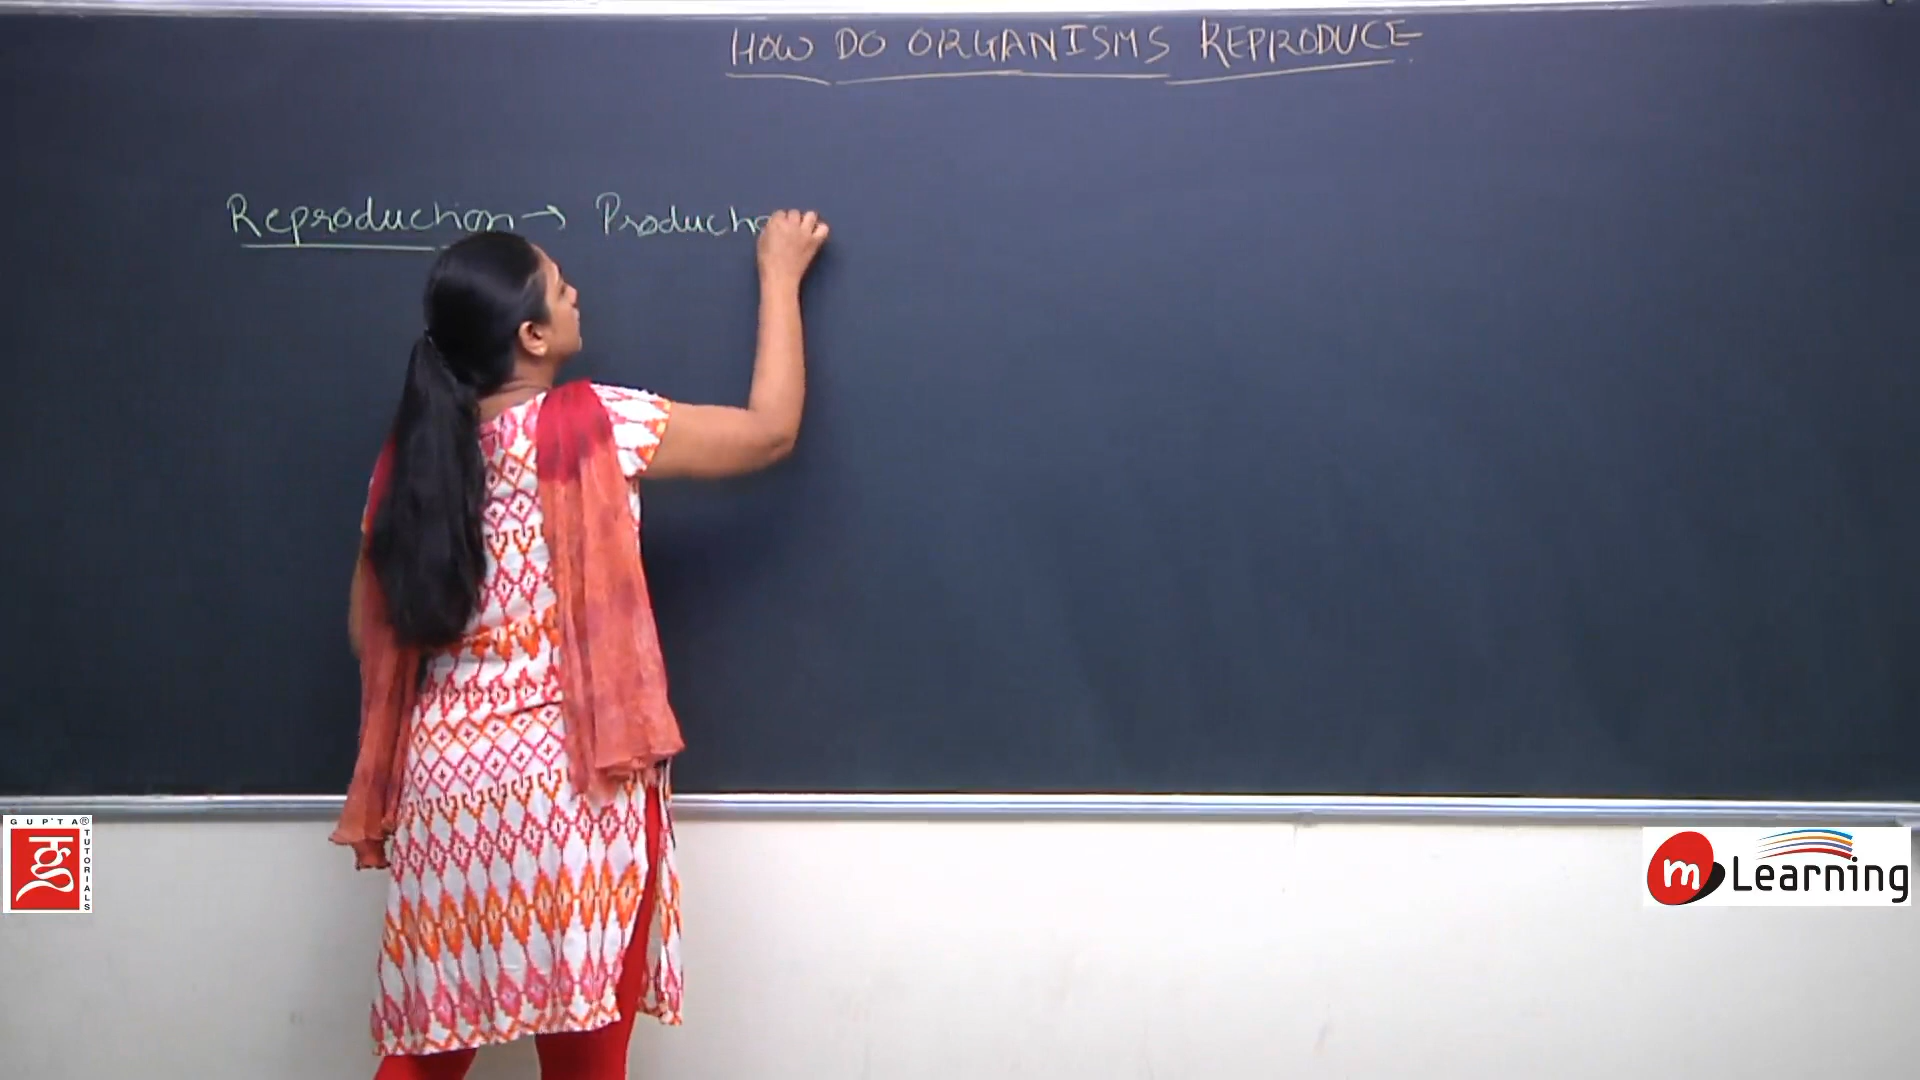 HOW DO ORGANISMS REPRODUCE
Reproduction → Productio
GUPTA®
TUTORIALS
m Learning